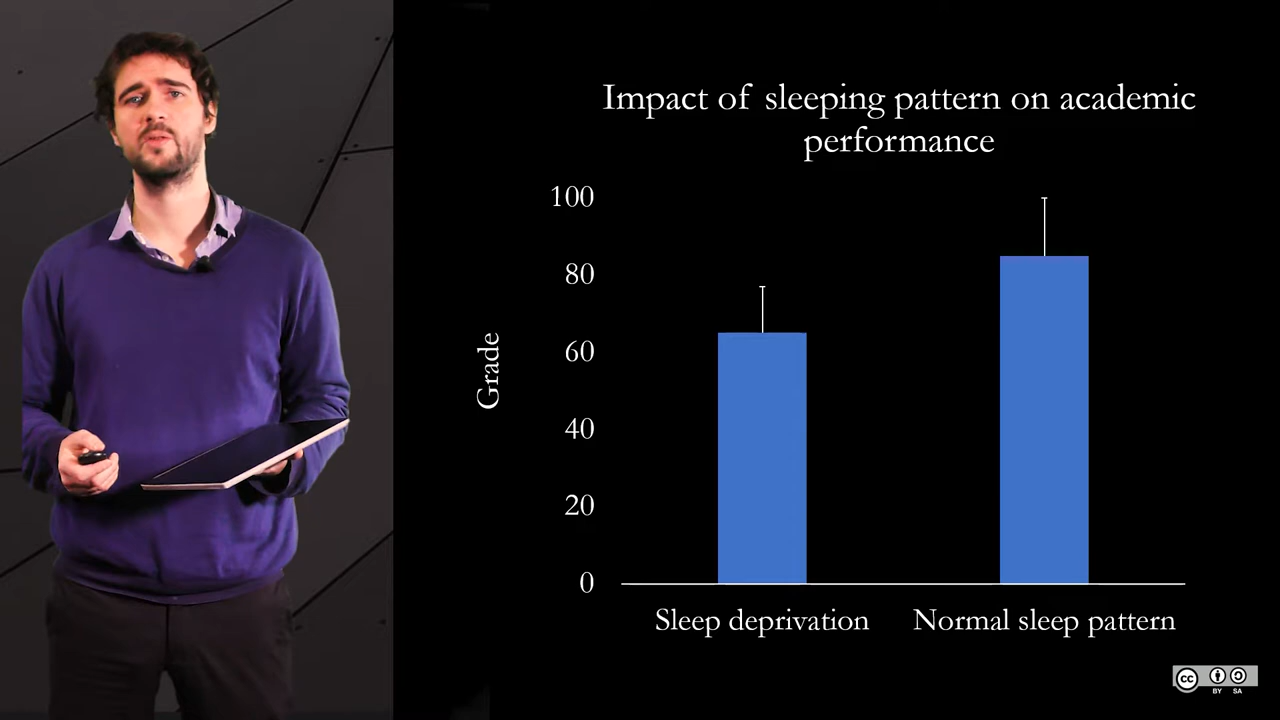 Impact of sleeping pattern on academic
performance
100
80
60
40
20
0
Grade
Sleep deprivation
Normal sleep pattern
cc
BY SA